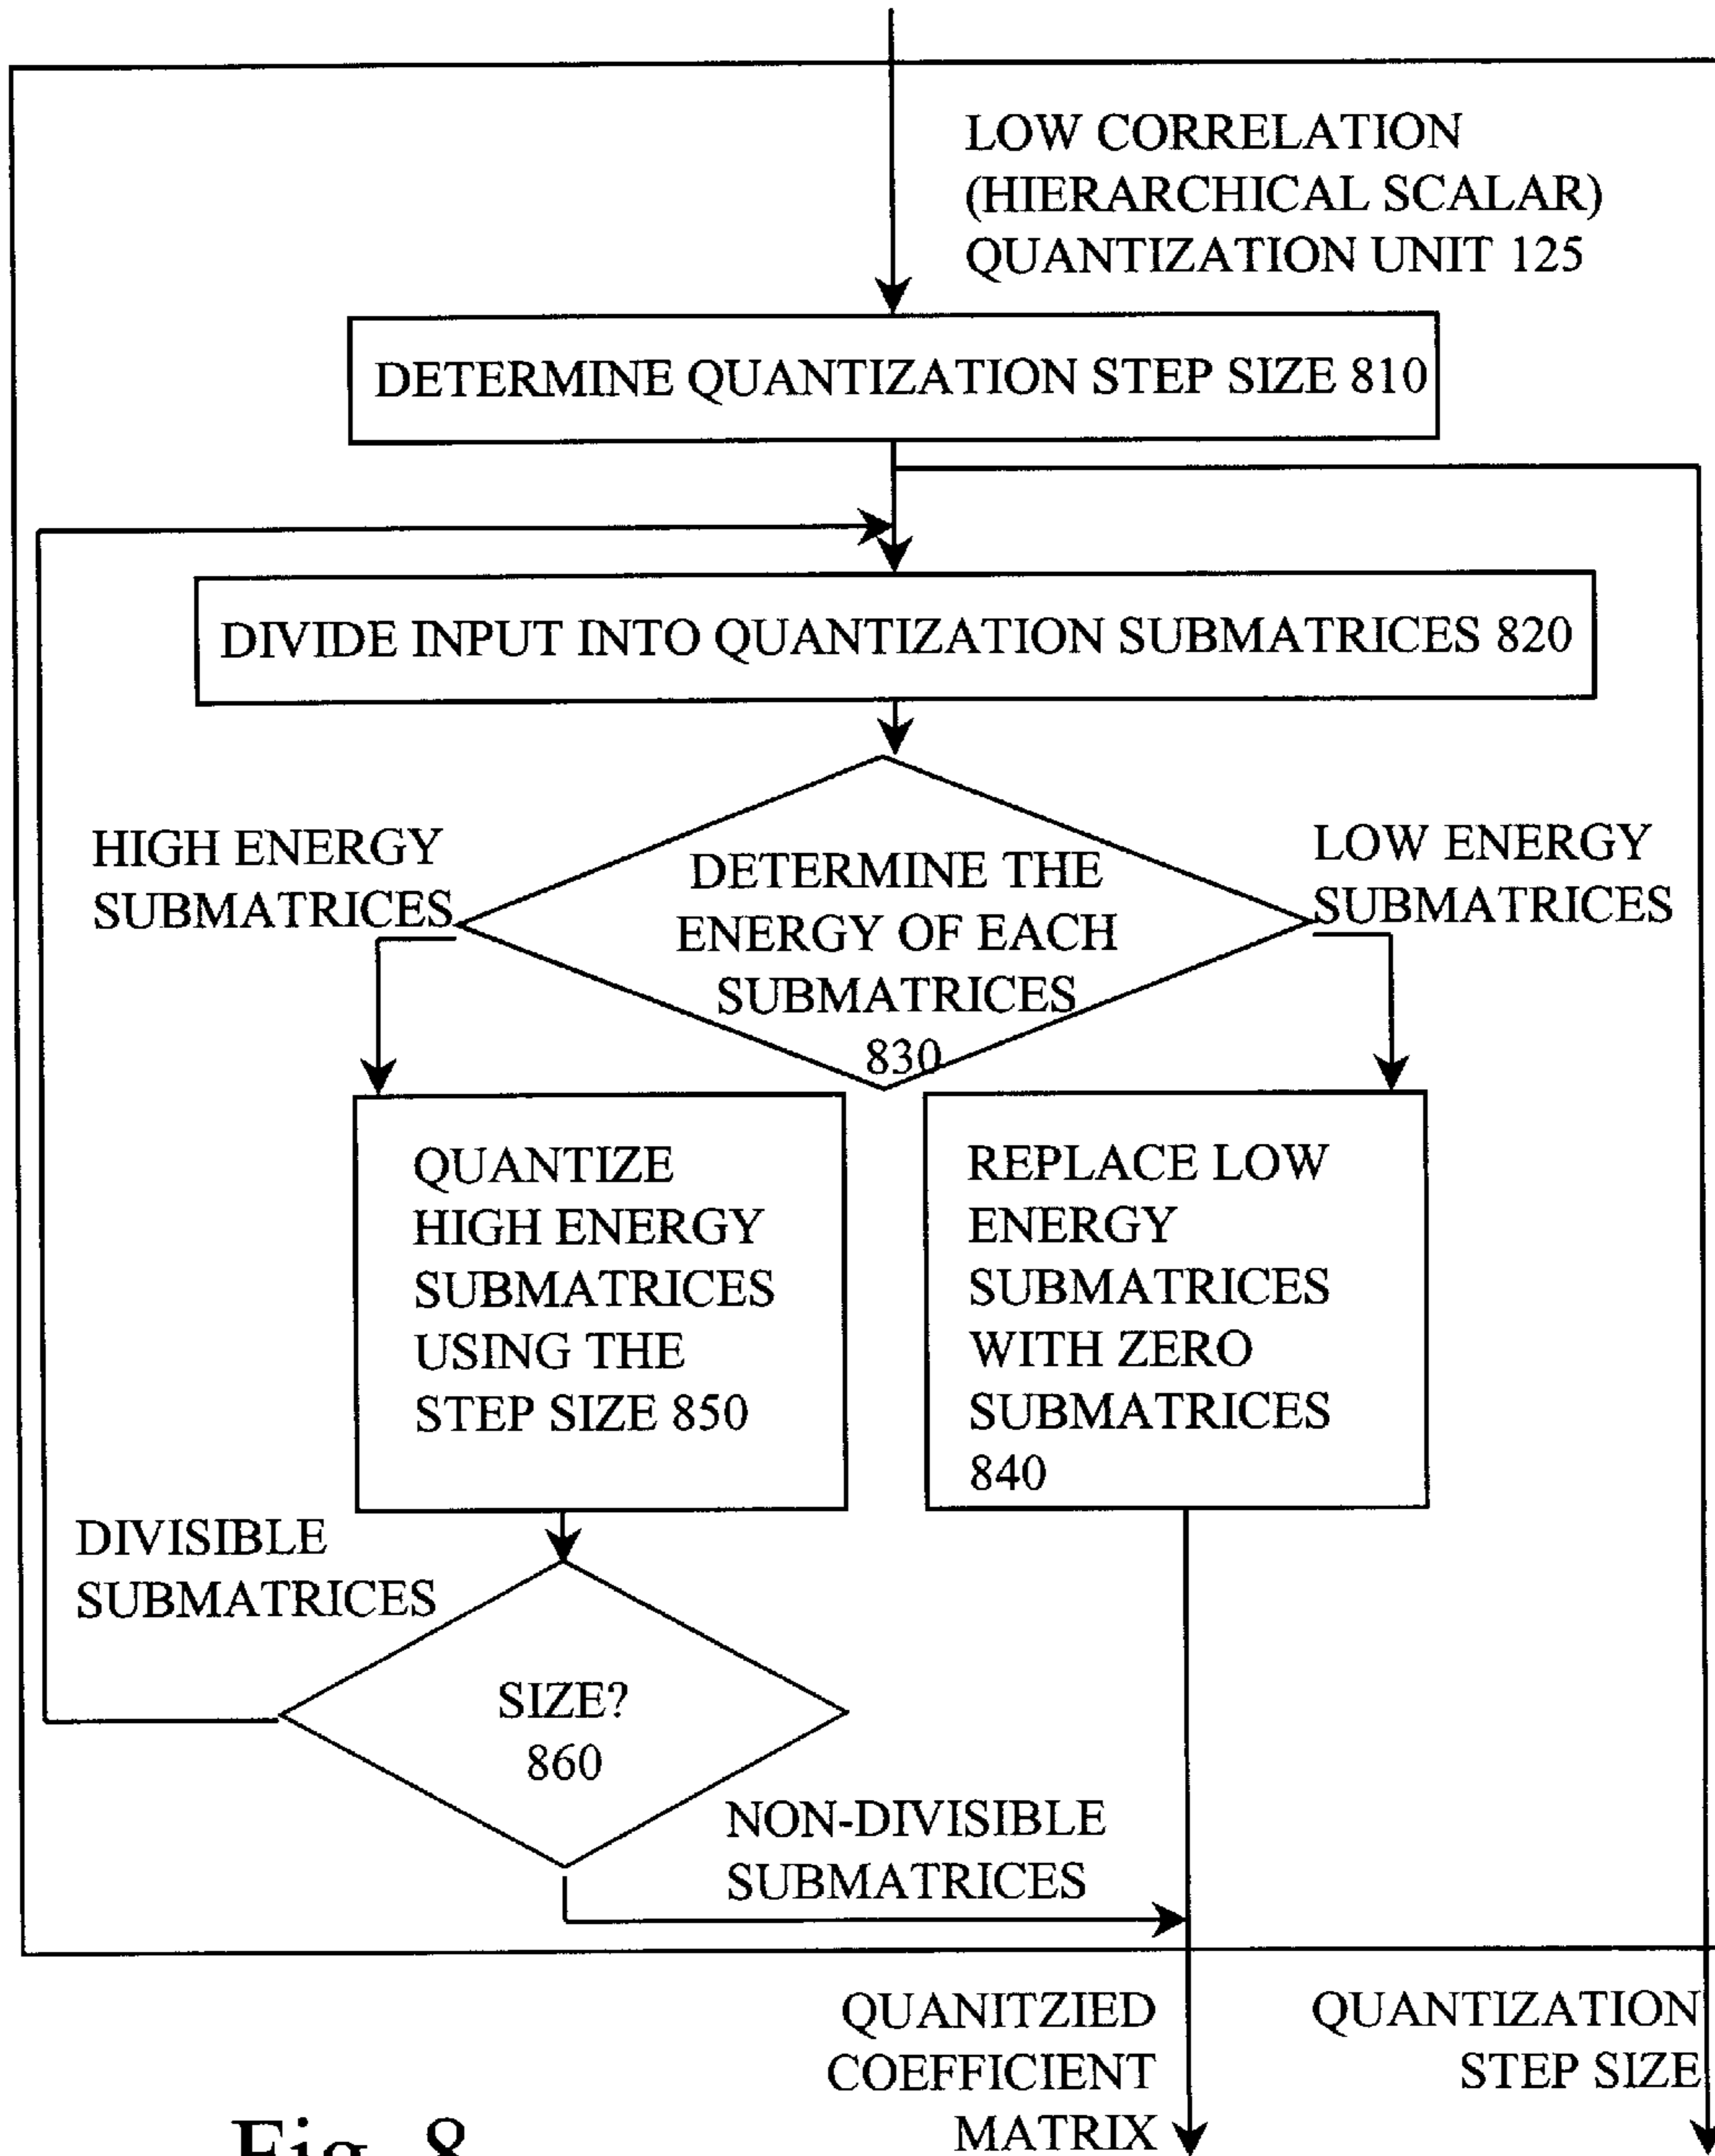 LOW CORRELATION
(HIERARCHICAL SCALAR)
QUANTIZATION UNIT 125
DETERMINE QUANTIZATION STEP SIZE 810
DIVIDE INPUT INTO QUANTIZATION SUBMATRICES 820
HIGH ENERGY
SUBMATRICES
DETERMINE THE
ENERGY OF EACH
SUBMATRICES
830
LOW ENERGY
SUBMATRICES
QUANTIZE
HIGH ENERGY
SUBMATRICES
USING THE
STEP SIZE 850
REPLACE LOW
ENERGY
SUBMATRICES
WITH ZERO
SUBMATRICES
840
DIVISIBLE
SUBMATRICES
SIZE?
860
NON-DIVISIBLE
SUBMATRICES
QUANITZIED
COEFFICIENT
MATRIX
QUANTIZATION
STEP SIZE
Fig. 8